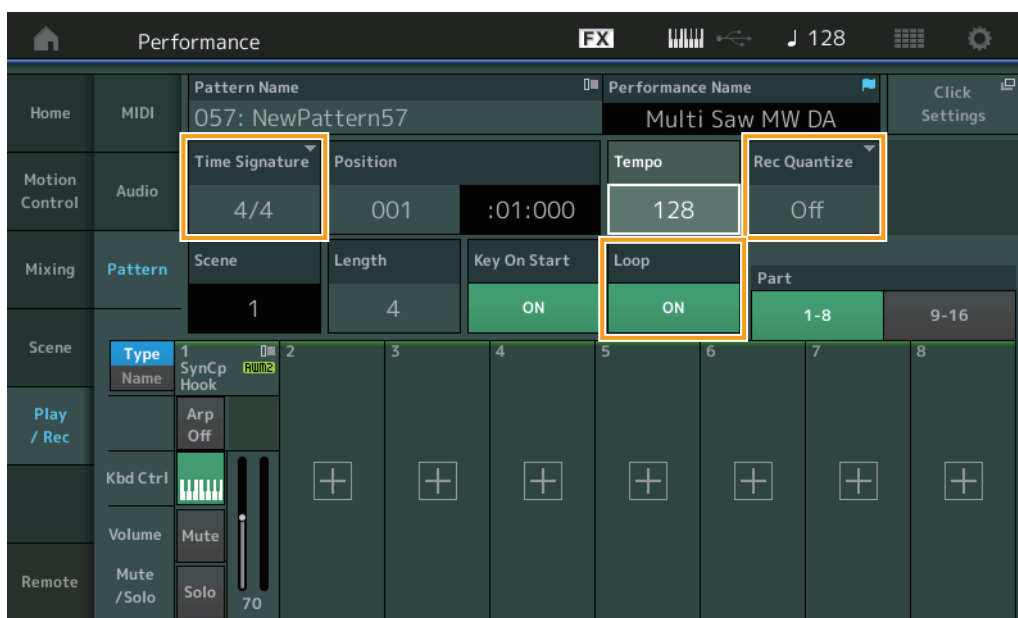 Performance FX ♩ 128
Home
Motion
Control
Mixing
Scene
Play
/ Rec
Remote
MIDI
Audio
Pattern
Pattern Name
057: NewPattern57
Performance Name
Multi Saw MW DA
Click
Settings
Time Signature
4/4
Position
001 :01:000
Tempo
128
Rec Quantize
Off
Scene
1
Length
4
Key On Start
ON
Loop
ON
Part
1-8 9-16
Type
Name
1 2 3 4 5 6 7 8
SynCp AWM2
Hook
Arp
Off
Kbd Ctrl
Volume Mute
Mute
/Solo
Solo
70